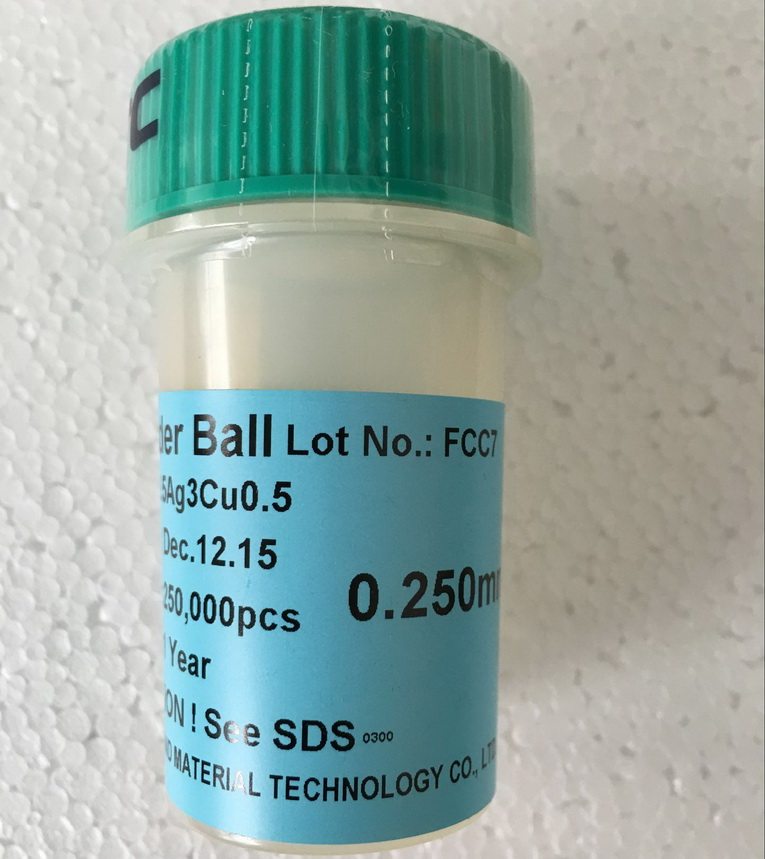 C
der Ball Lot No.: FCC7
5Ag3Cu0.5
Dec.12.15
250,000pcs
0.250m
Year
ON ! See SDS 0300
MATERIAL TECHNOLOGY CO., LT